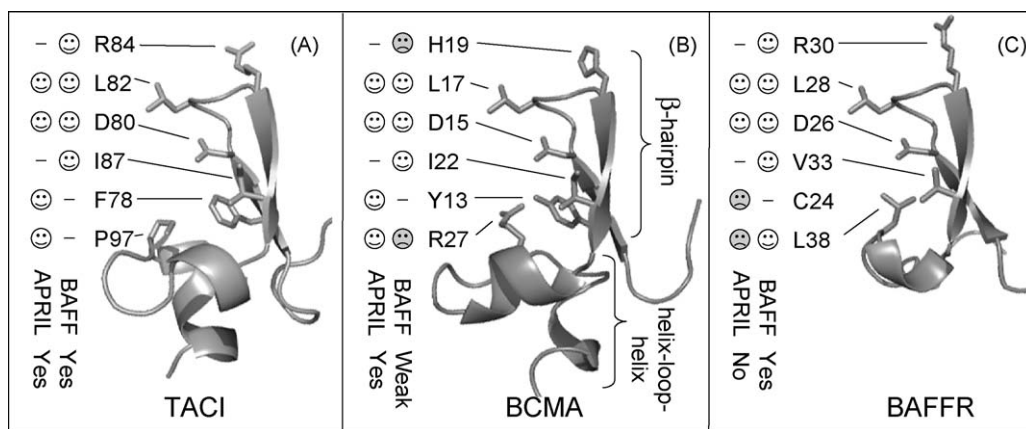 R84 (A)
L82
D80
I87
F78
P97
APRIL Yes
BAFF Yes
TACI
H19 (B)
L17
D15
I22
Y13
R27
β-hairpin
helix-loop-
helix
APRIL Yes
BAFF Weak
BCMA
R30 (C)
L28
D26
V33
C24
L38
APRIL No
BAFF Yes
BAFFR